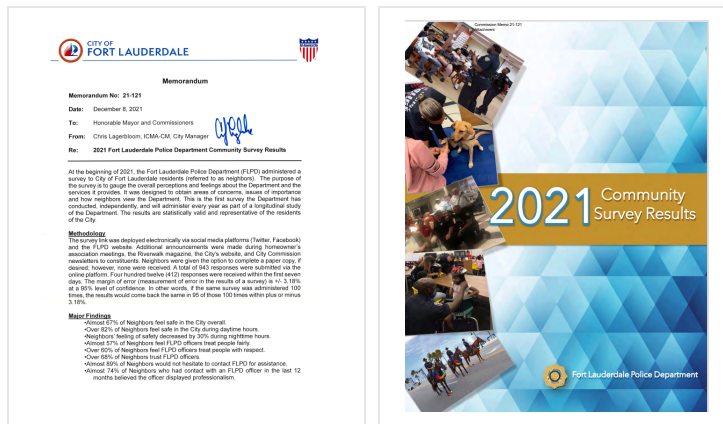 CITY OF
FORT LAUDERDALE
Memorandum
Memorandum No: 21-121
Date: December 8, 2021
To: Honorable Mayor and Commissioners
From: Chris Lagerbloom, ICMA-CM, City Manager
Re: 2021 Fort Lauderdale Police Department Community Survey Results
At the beginning of 2021, the Fort Lauderdale Police Department (FLPD) administered a
survey to City of Fort Lauderdale residents (referred to as neighbors). The purpose of
the survey is to gauge the overall perceptions and feelings about the Department and the
services it provides. It was designed to obtain areas of concerns, issues of importance
and how neighbors view the Department. This is the first survey the Department has
conducted, independently, and will administer every year as part of a longitudinal study
of the Department. The results are statistically valid and representative of the residents
of the City.
Methodology
The survey link was deployed electronically via social media platforms (Twitter, Facebook)
and the FLPD website. Additional announcements were made during homeowner's
association meetings, the Riverwalk magazine, the City's website, and City Commission
newsletters to constituents. Neighbors were given the option to complete a paper copy, if
desired; however, none were received. A total of 943 responses were submitted via the
online platform. Four hundred twelve (412) responses were received within the first seven
days. The margin of error (measurement of error in the results of a survey) is +/- 3.18%
at a 95% level of confidence. In other words, if the same survey was administered 100
times, the results would come back the same in 95 of those 100 times within plus or minus
3.18%.
Major Findings
•Almost 67% of Neighbors feel safe in the City overall.
•Over 82% of Neighbors feel safe in the City during daytime hours.
•Neighbors' feeling of safety decreased by 30% during nighttime hours.
•Almost 57% of Neighbors feel FLPD officers treat people fairly.
•Over 60% of Neighbors feel FLPD officers treat people with respect.
•Over 68% of Neighbors trust FLPD officers.
•Almost 89% of Neighbors would not hesitate to contact FLPD for assistance.
•Almost 74% of Neighbors who had contact with an FLPD officer in the last 12
months believed the officer displayed professionalism.
Commission Memo 21-121
Attachment
2021 Community
Survey Results
Fort Lauderdale Police Department